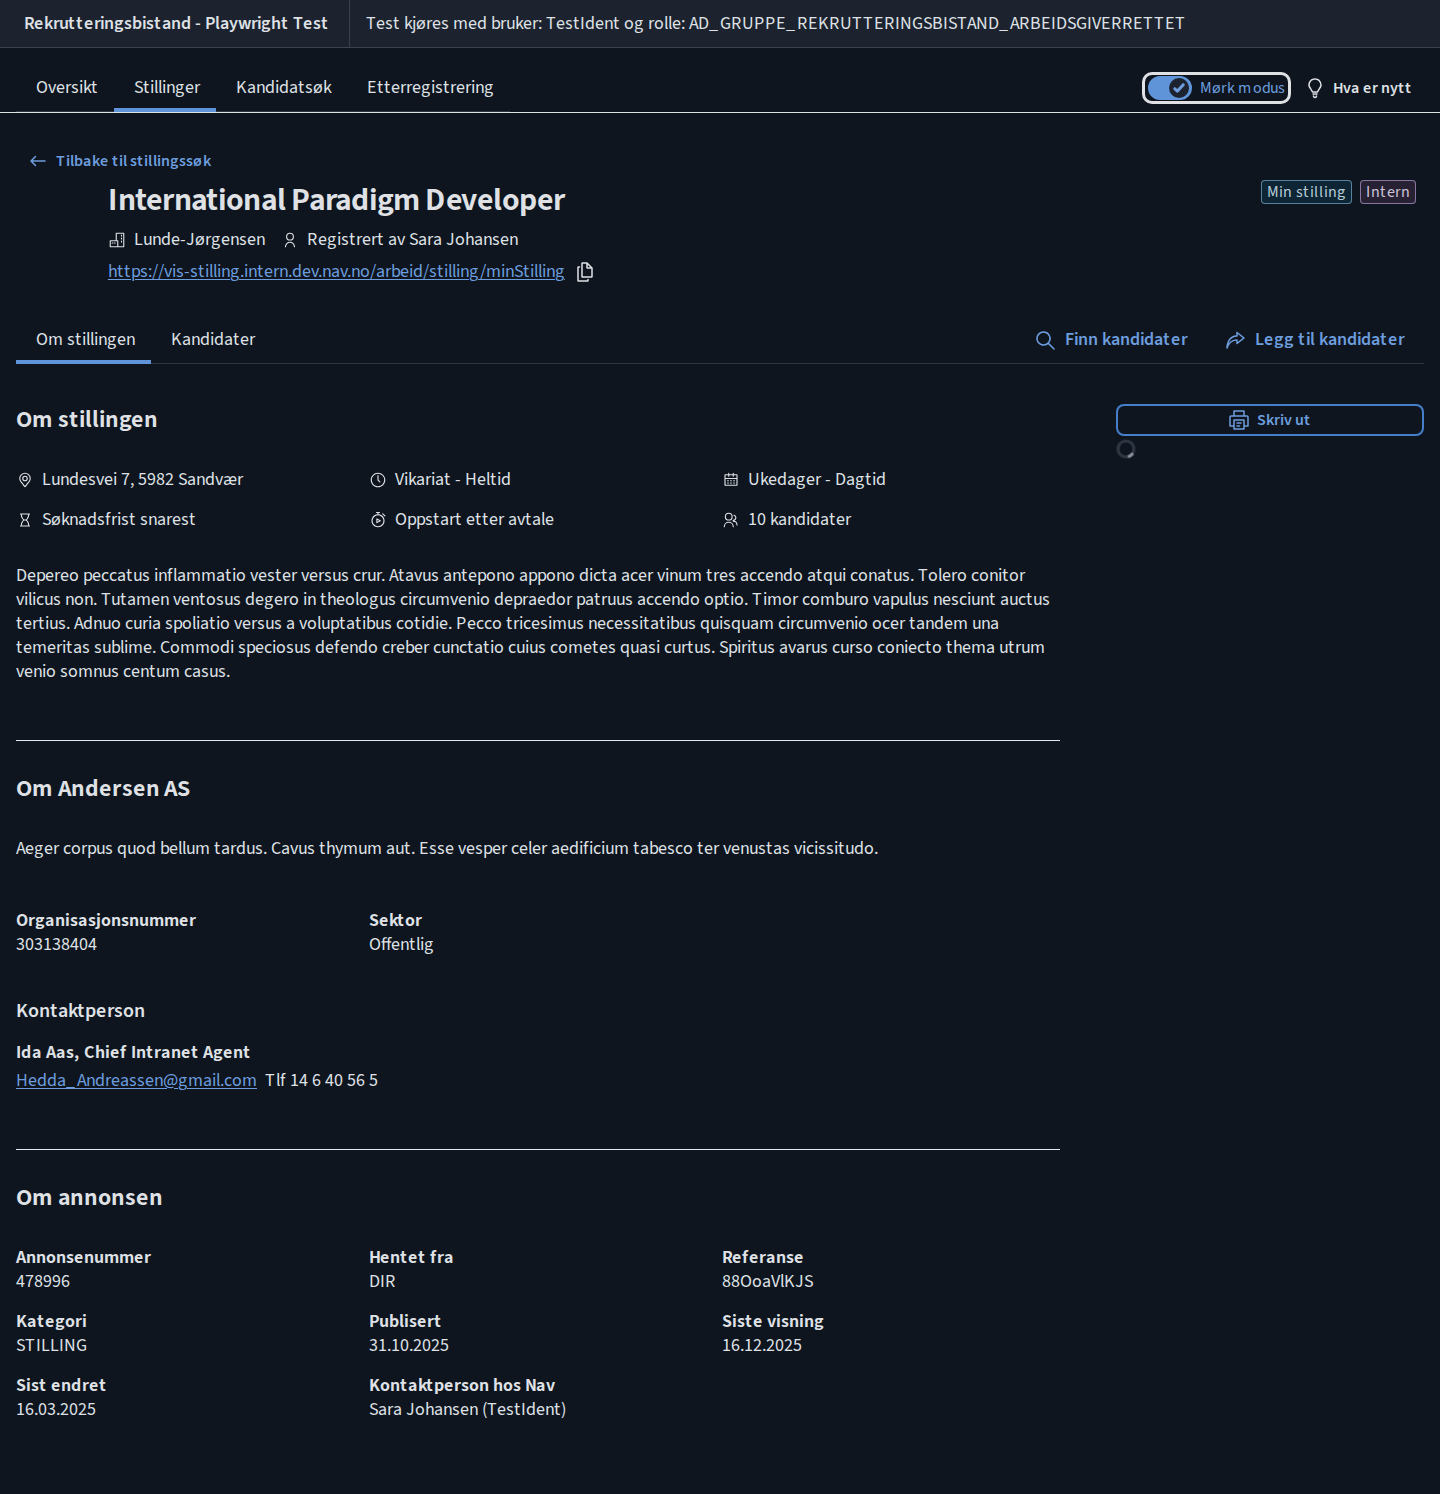 Rekrutteringsbistand - Playwright Test
Test kjøres med bruker: TestIdent og rolle: AD_GRUPPE_REKRUTTERINGSBISTAND_ARBEIDSGIVERRETTET
Oversikt
Stillinger
Kandidatsøk
Etterregistrering
Mørk modus
Hva er nytt
Tilbake til stillingssøk
International Paradigm Developer
Min stilling
Intern
Lunde-Jørgensen
Registrert av Sara Johansen
https://vis-stilling.intern.dev.nav.no/arbeid/stilling/minStilling
Om stillingen
Kandidater
Finn kandidater
Legg til kandidater
Om stillingen
Skriv ut
Lundesvei 7, 5982 Sandvær
Vikariat - Heltid
Ukedager - Dagtid
Søknadsfrist snarest
Oppstart etter avtale
10 kandidater
Depereo peccatus inflammatio vester versus crur. Atavus antepono appono dicta acer vinum tres accendo atqui conatus. Tolero conitor
vilicus non. Tutamen ventosus degero in theologus circumvenio depraedor patruus accendo optio. Timor comburo vapulus nesciunt auctus
tertius. Adnuo curia spoliatio versus a voluptatibus cotidie. Pecco tricesimus necessitatibus quisquam circumvenio ocer tandem una
temeritas sublime. Commodi speciosus defendo creber cunctatio cuius cometes quasi curtus. Spiritus avarus curso coniecto thema utrum
venio somnus centum casus.
Om Andersen AS
Aeger corpus quod bellum tardus. Cavus thymum aut. Esse vesper celer aedificium tabesco ter venustas vicissitudo.
Organisasjonsnummer
303138404
Sektor
Offentlig
Kontaktperson
Ida Aas, Chief Intranet Agent
Hedda_Andreassen@gmail.com Tlf 14 6 40 56 5
Om annonsen
Annonsenummer
478996
Hentet fra
DIR
Referanse
88OoaVlKJS
Kategori
STILLING
Publisert
31.10.2025
Siste visning
16.12.2025
Sist endret
16.03.2025
Kontaktperson hos Nav
Sara Johansen (TestIdent)